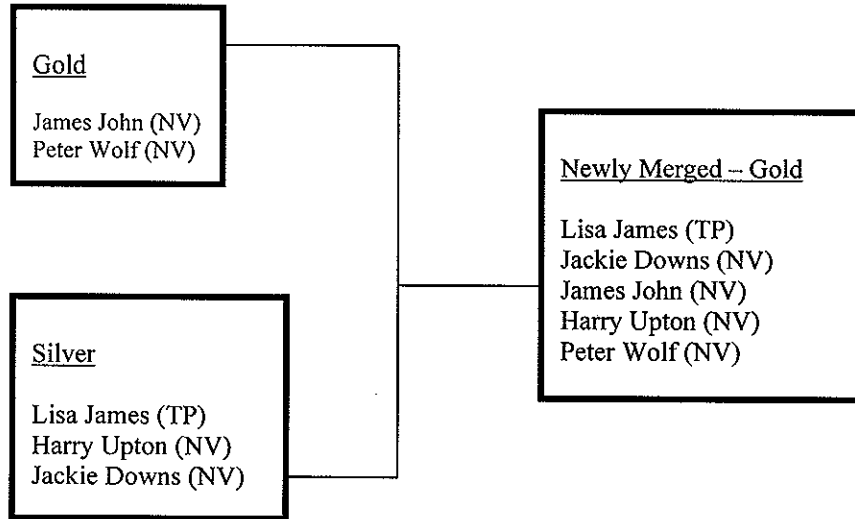 Gold
James John (NV)
Peter Wolf (NV)
Silver
Lisa James (TP)
Harry Upton (NV)
Jackie Downs (NV)
Newly Merged – Gold
Lisa James (TP)
Jackie Downs (NV)
James John (NV)
Harry Upton (NV)
Peter Wolf (NV)